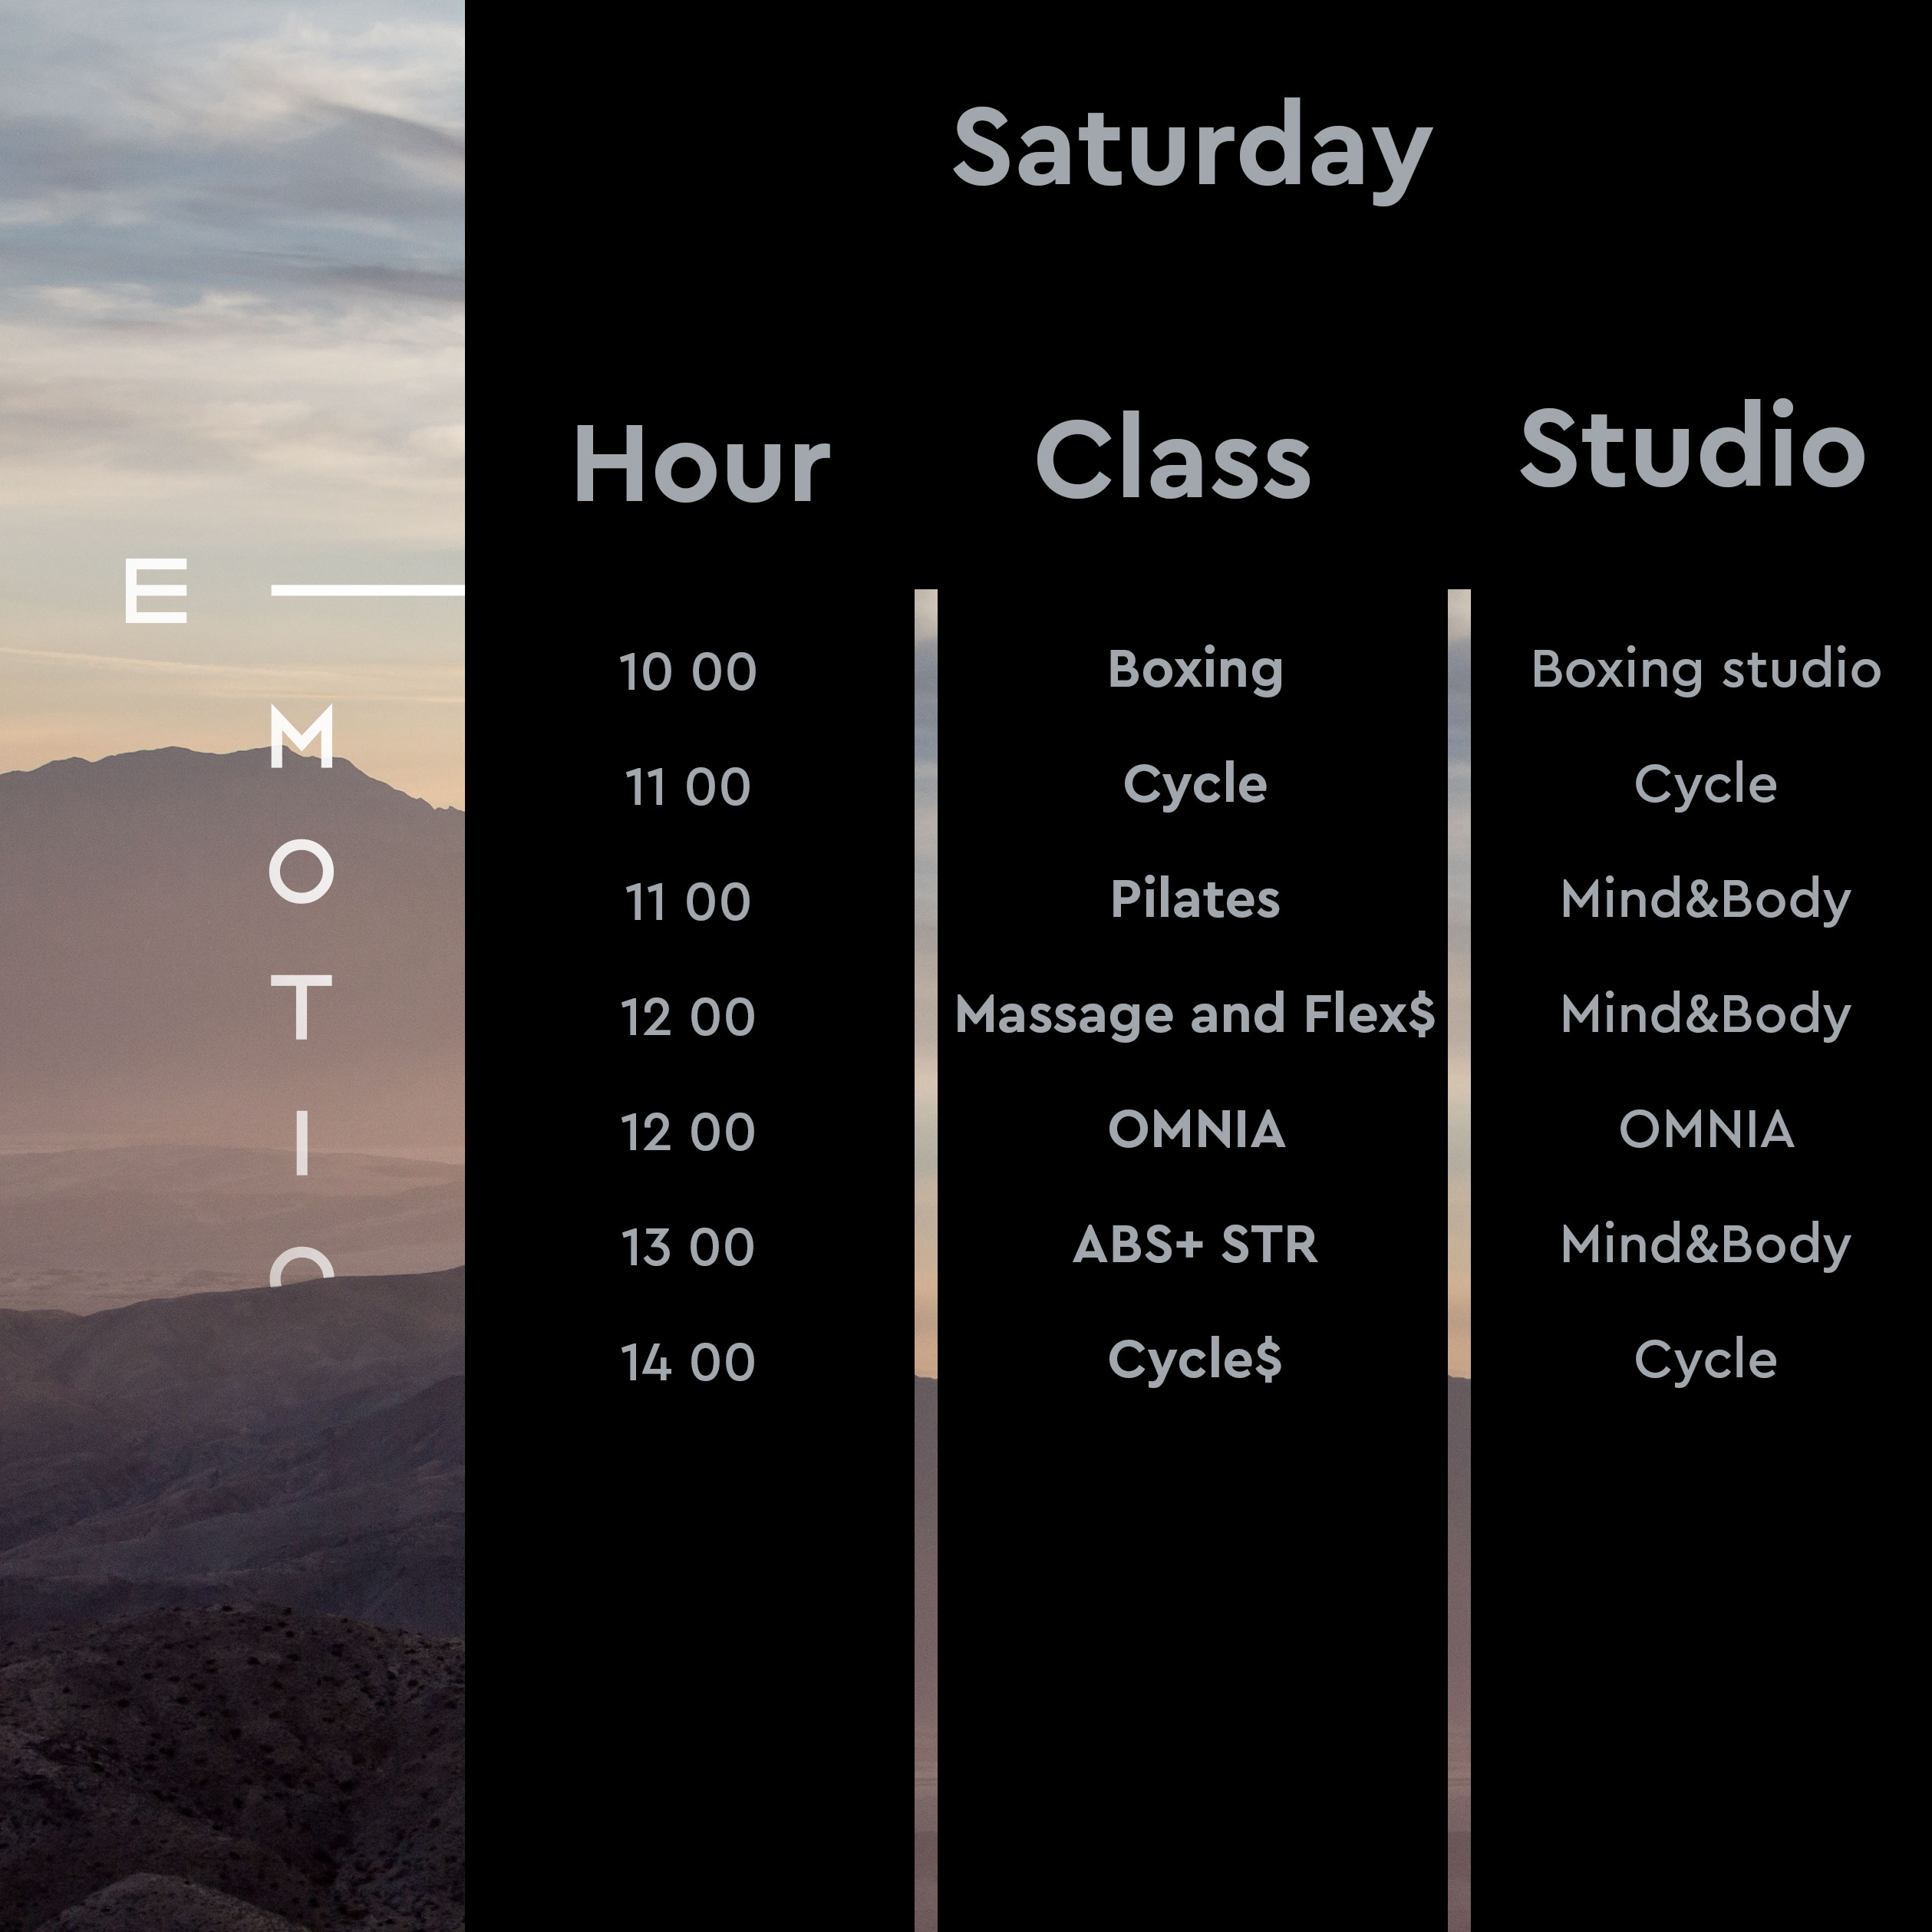 Saturday
Hour Class Studio
E
M
O
T
I
O
10 00 Boxing Boxing studio
11 00 Cycle Cycle
11 00 Pilates Mind&Body
12 00 Massage and Flex$ Mind&Body
12 00 OMNIA OMNIA
13 00 ABS+ STR Mind&Body
14 00 Cycle$ Cycle